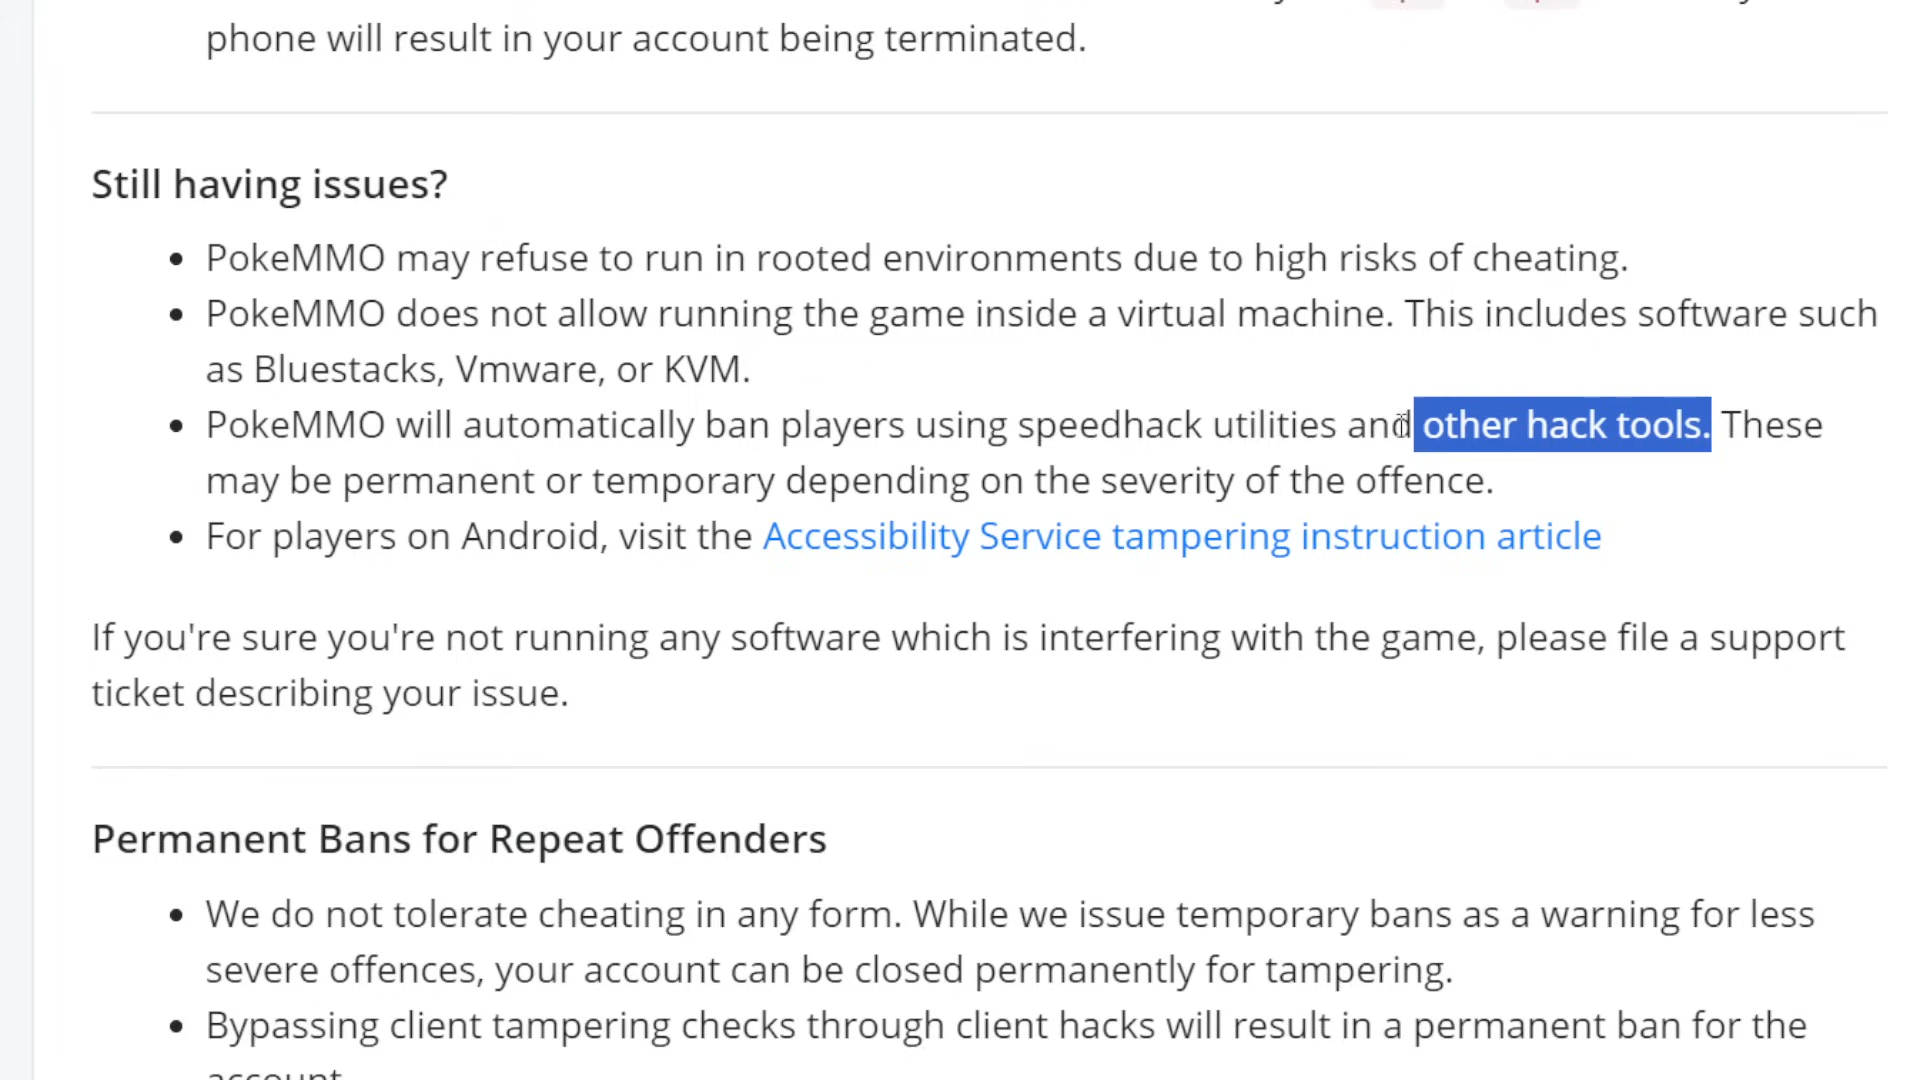 phone will result in your account being terminated.
Still having issues?
PokeMMO may refuse to run in rooted environments due to high risks of cheating.
PokeMMO does not allow running the game inside a virtual machine. This includes software such
as Bluestacks, Vmware, or KVM.
PokeMMO will automatically ban players using speedhack utilities and other hack tools. These
may be permanent or temporary depending on the severity of the offence.
For players on Android, visit the Accessibility Service tampering instruction article
If you're sure you're not running any software which is interfering with the game, please file a support
ticket describing your issue.
Permanent Bans for Repeat Offenders
We do not tolerate cheating in any form. While we issue temporary bans as a warning for less
severe offences, your account can be closed permanently for tampering.
Bypassing client tampering checks through client hacks will result in a permanent ban for the
account.